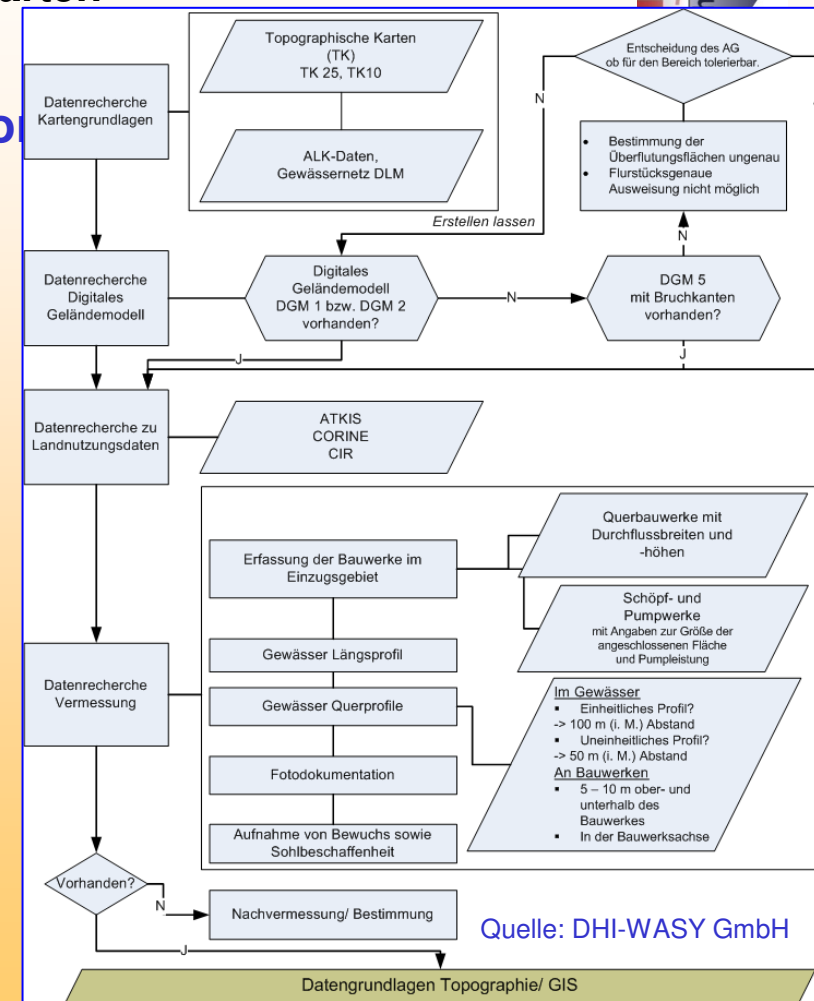 Topographische Karten
(TK)
TK 25, TK10
Entscheidung des AG
ob für den Bereich tolerierbar.
Datenrecherche
Kartengrundlagen
N
ALK-Daten,
Gewässernetz DLM
• Bestimmung der
Überflutungsflächen ungenau
• Flurstücksgenaue
Ausweisung nicht möglich
Erstellen lassen
N
Datenrecherche
Digitales
Geländemodell
Digitales
Geländemodell
DGM 1 bzw. DGM 2
vorhanden?
N
DGM 5
mit Bruchkanten
vorhanden?
J
J
Datenrecherche zu
Landnutzungsdaten
ATKIS
CORINE
CIR
Erfassung der Bauwerke im
Einzugsgebiet
Querbauwerke mit
Durchflussbreiten und
-höhen
Schöpf- und
Pumpwerke
mit Angaben zur Größe der
angeschlossenen Fläche
und Pumpleistung
Gewässer Längsprofil
Datenrecherche
Vermessung
Gewässer Querprofile
Im Gewässer
▪ Einheitliches Profil?
-> 100 m (i. M.) Abstand
▪ Uneinheitliches Profil?
-> 50 m (i. M.) Abstand
An Bauwerken
▪ 5 – 10 m ober- und
unterhalb des
Bauwerkes
▪ In der Bauwerksachse
Fotodokumentation
Aufnahme von Bewuchs sowie
Sohlbeschaffenheit
Vorhanden?
N
Nachvermessung/ Bestimmung
Quelle: DHI-WASY GmbH
J
Datengrundlagen Topographie/ GIS